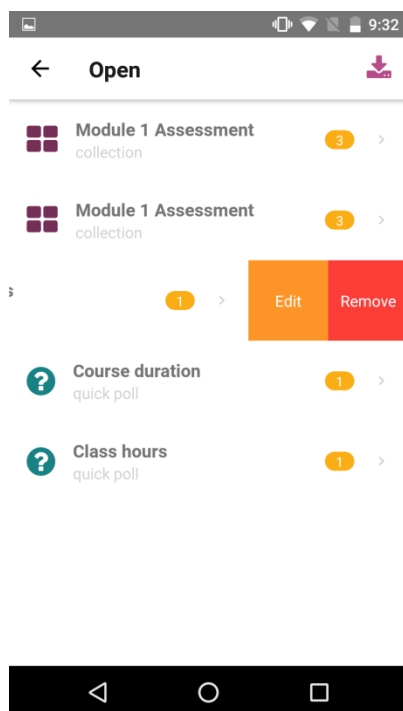 9:32
Open
Module 1 Assessment
collection
3
Module 1 Assessment
collection
3
s
1
Edit
Remove
?
Course duration
quick poll
1
?
Class hours
quick poll
1